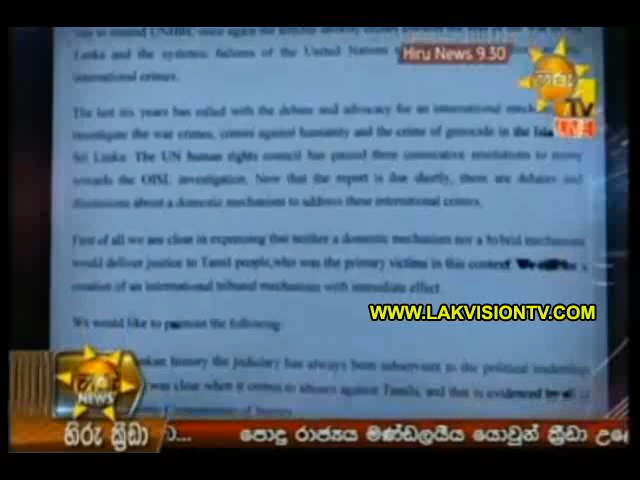 Lanka and the systemic failures of the United Nations
Hiru News 9.30
international crimes.
TV
LIVE
The last six years has rolled with the debate and advocacy for an international
investigate the war crimes, crimes against humanity and the crime of genocide in the
Sri Lanka. The UN human rights council has passed three consecutive resolutions to
towards the OISL investigation. Now that the report is due shortly, there are debates and
discussions about a domestic mechanism to address these international crimes.
First of all we are clear in expressing that neither a domestic mechanism nor a hybrid mechanism
would deliver justice to Tamil people, who was the primary victims in this context. We call for a
creation of an international tribunal mechanism with immediate effect.
WWW.LAKVISIONTV.COM
We would like to the following:
history the judiciary has always been subservient to the political
was clear when it comes to abuses against Tamils, and that is evidenced by all
හිරු
NEWS
හිරු ක්‍රීඩා
ඩා... පොදු රාජ්‍යය මණ්ඩලයීය යොවුන් ක්‍රීඩා